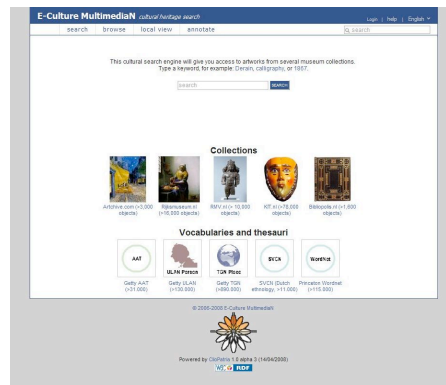 E-Culture MultimediaN cultural heritage search
Login | help | English
search browse local view annotate
search
This cultural search engine will give you access to artworks from several museum collections.
Type a keyword, for example: Derain, calligraphy, or 1957.
search SEARCH
Collections
Artchive.com (>3,000 objects)
Rijksmuseum.nl (>16,000 objects)
RMV.nl (> 10,000 objects)
KIT.nl (>78,000 objects)
Bibliopolis.nl (>1,600 objects)
Vocabularies and thesauri
AAT
ULAN Person
TGN Place
SVCN
WordNet
Getty AAT (>31.000)
Getty ULAN (>130.000)
Getty TGN (>890.000)
SVCN (Dutch ethnology, >11.000)
Princeton Wordnet (>115.000)
© 2005-2008 E-Culture MultimediaN
Powered by ClioPatria 1.0 alpha 3 (14/04/2008)
W3C RDF